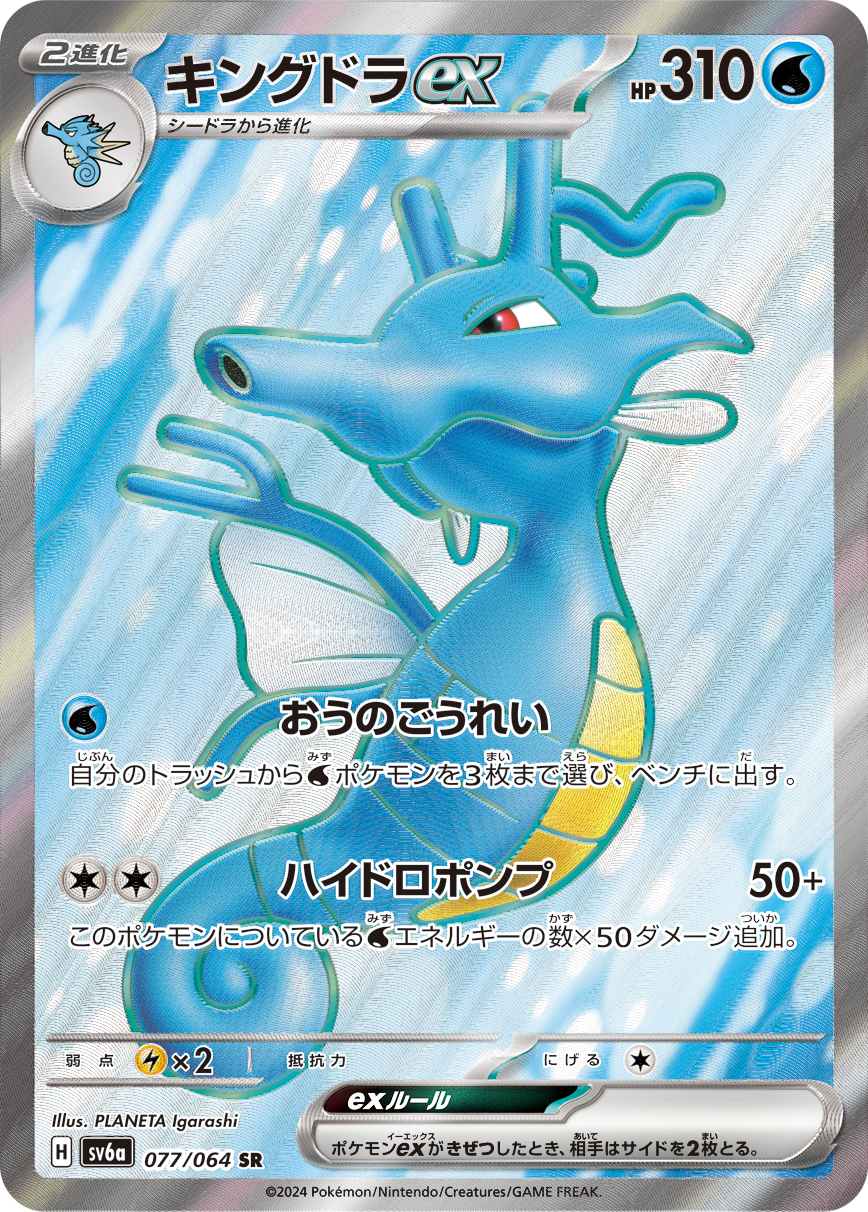 2進化
キングドラex HP310
シードラから進化
おうのごうれい
自分のトラッシュからポケモンを3枚まで選び、ベンチに出す。
ハイドロポンプ 50+
このポケモンについているエネルギーの数×50ダメージ追加。
弱点 ×2 抵抗力 にげる
exルール
ポケモンexがきぜつしたとき、相手はサイドを2枚とる。
Illus. PLANETA Igarashi
H sv6a 077/064 SR
©2024 Pokémon/Nintendo/Creatures/GAME FREAK.